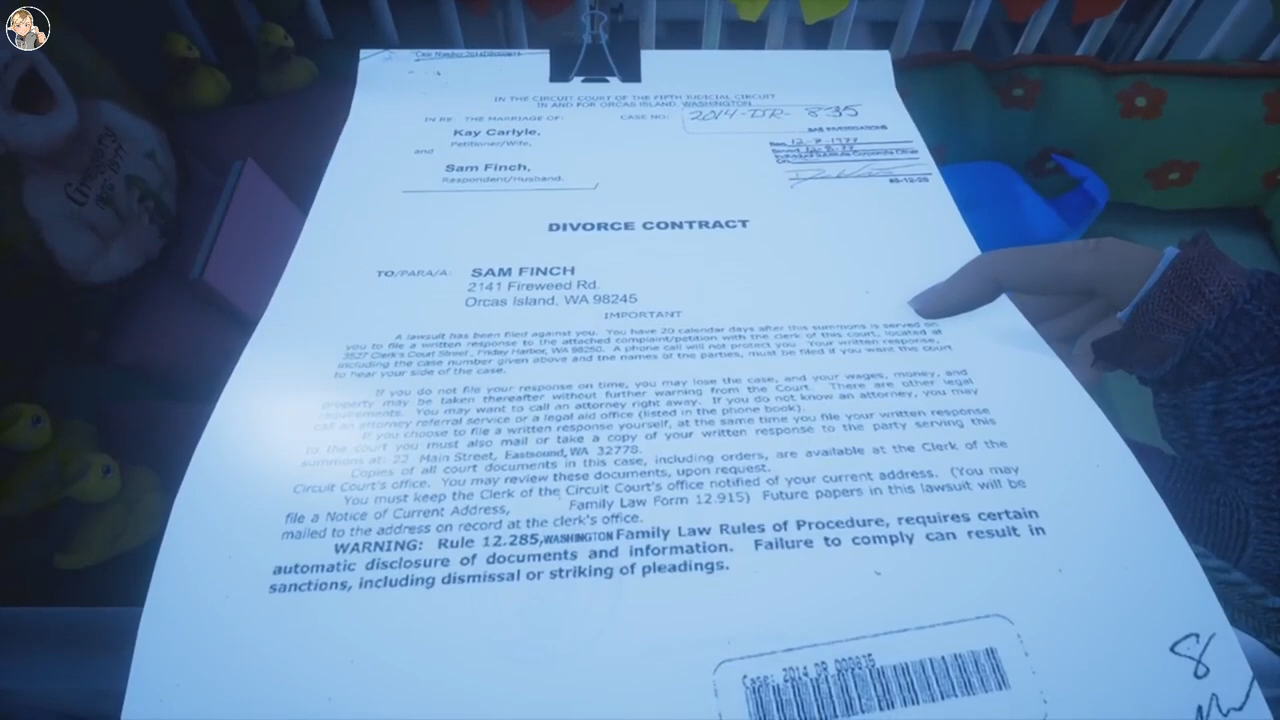 IN THE CIRCUIT COURT OF THE FIFTH JUDICIAL CIRCUIT
IN AND FOR ORCAS ISLAND, WASHINGTON
IN RE: THE MARRIAGE OF:
CASE NO:
Kay Carlyle,
Petitioner/Wife,
and
Sam Finch,
Respondent/Husband.
DIVORCE CONTRACT
TO/PARA/A: SAM FINCH
2141 Fireweed Rd.
Orcas Island, WA 98245
IMPORTANT
A lawsuit has been filed against you. You have 20 calendar days after this summons is served on
you to file a written response to the attached complaint/petition with the clerk of this court, located at
3527 Clerk's Court Street, Friday Harbor, WA 98250. A phone call will not protect you. Your written response,
including the case number given above and the names of the parties, must be filed if you want the court
to hear your side of the case.
If you do not file your response on time, you may lose the case, and your wages, money, and
property may be taken thereafter without further warning from the Court. There are other legal
requirements. You may want to call an attorney right away. If you do not know an attorney, you may
call an attorney referral service or a legal aid office (listed in the phone book).
If you choose to file a written response yourself, at the same time you file your written response
to the court you must also mail or take a copy of your written response to the party serving this
summons at: 23 Main Street, Eastsound, WA 32778.
Copies of all court documents in this case, including orders, are available at the Clerk of the
Circuit Court's office. You may review these documents, upon request.
You must keep the Clerk of the Circuit Court's office notified of your current address. (You may
file a Notice of Current Address, Family Law Form 12.915) Future papers in this lawsuit will be
mailed to the address on record at the clerk's office.
WARNING: Rule 12.285, WASHINGTON Family Law Rules of Procedure, requires certain
automatic disclosure of documents and information. Failure to comply can result in
sanctions, including dismissal or striking of pleadings.
Case: 2014 DR 000835
8